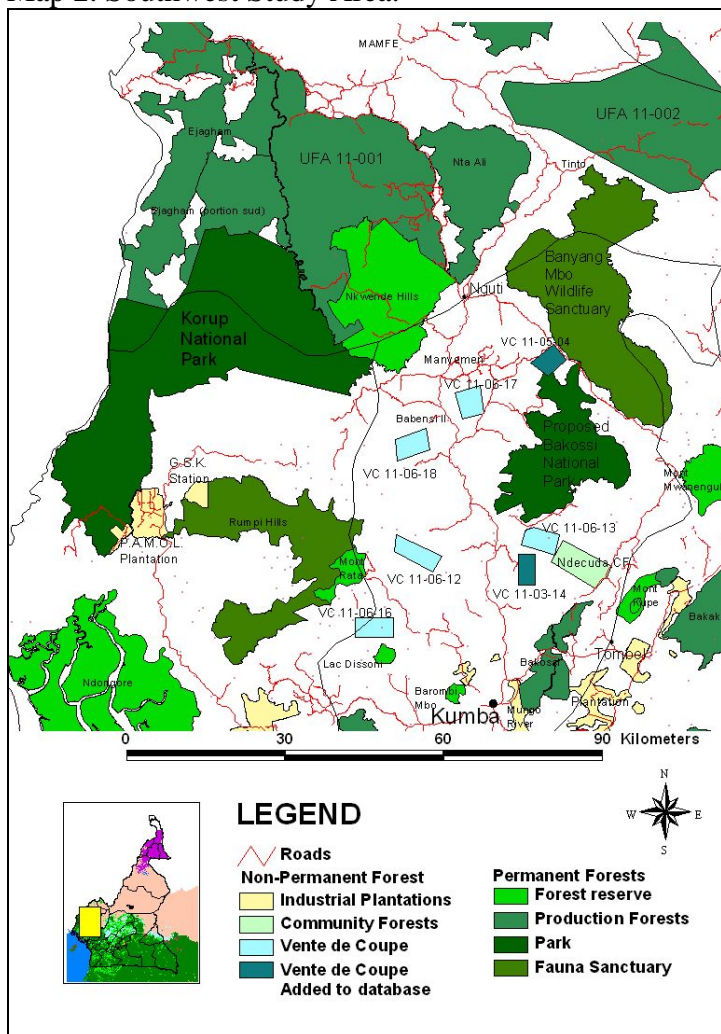 Map 2. Southwest Study Area.
MAMFE
UFA 11-002
Ejagham
UFA 11-001
Nta Ali
Tinto
Ejagham (portion sud)
Banyang
Mbo
Wildlife
Sanctuary
Nkwende Hills
Nguti
Korup
National
Park
VC 11-05-04
Manyemen
VC 11-06-17
Babensi II
Proposed
Bakossi
National
Park
VC 11-06-18
Mont
G.S.K.
Station
Rumpi Hills
VC 11-06-13
P.A.M.O.L.
Plantation
Mont
Rata
VC 11-06-12
Ndecuda CF
VC 11-03-14
Mont
Kupe
VC 11-06-16
Bakak
Lac Dissoni
Bakossi
Tombel
Ndongore
Barombi
Mbo
Kumba
Mungo
River
Plantation
0 30 60 90 Kilometers
LEGEND
N
W E
S
Roads
Non-Permanent Forest
Industrial Plantations
Community Forests
Vente de Coupe
Vente de Coupe
Added to database
Permanent Forests
Forest reserve
Production Forests
Park
Fauna Sanctuary